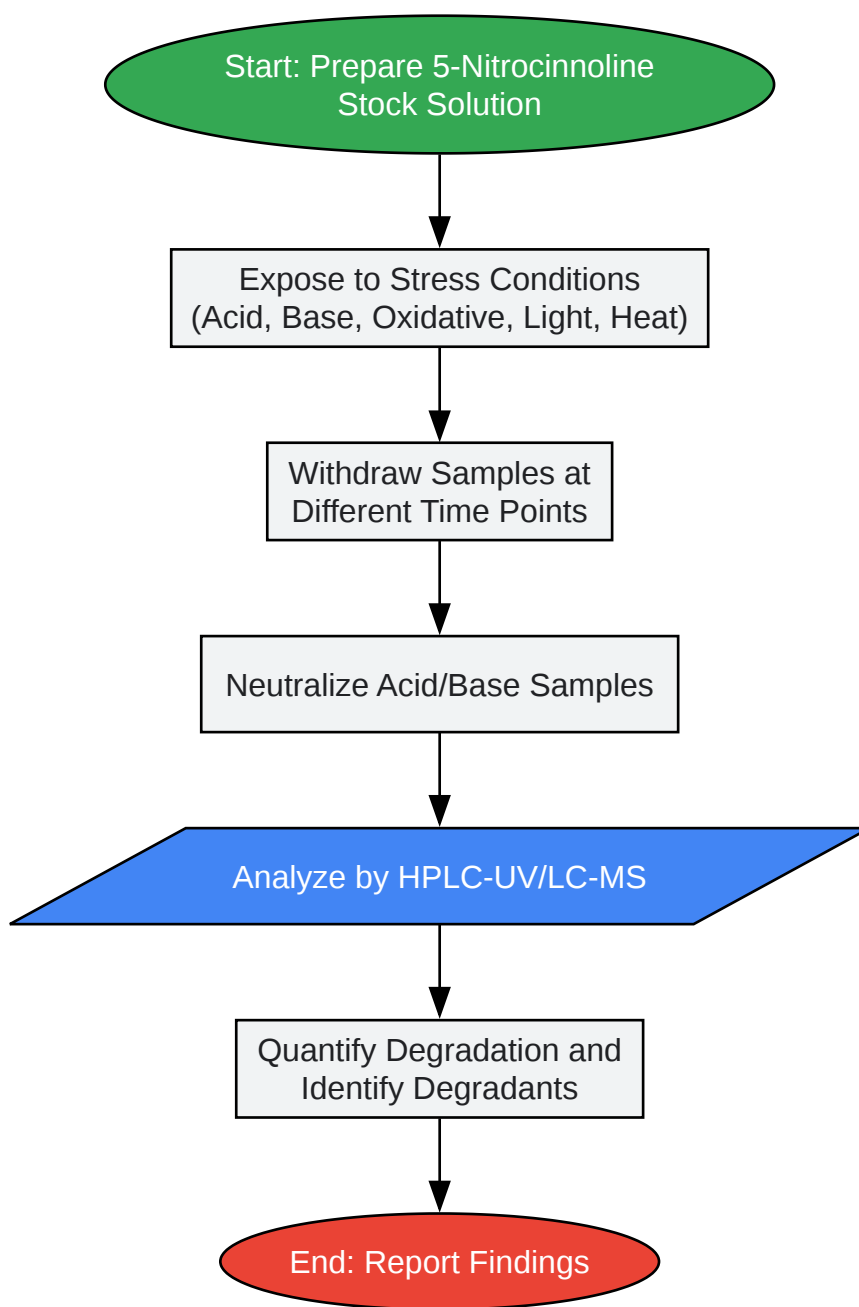 Start: Prepare 5-Nitrocinnoline
Stock Solution
Expose to Stress Conditions
(Acid, Base, Oxidative, Light, Heat)
Withdraw Samples at
Different Time Points
Neutralize Acid/Base Samples
Analyze by HPLC-UV/LC-MS
Quantify Degradation and
Identify Degradants
End: Report Findings